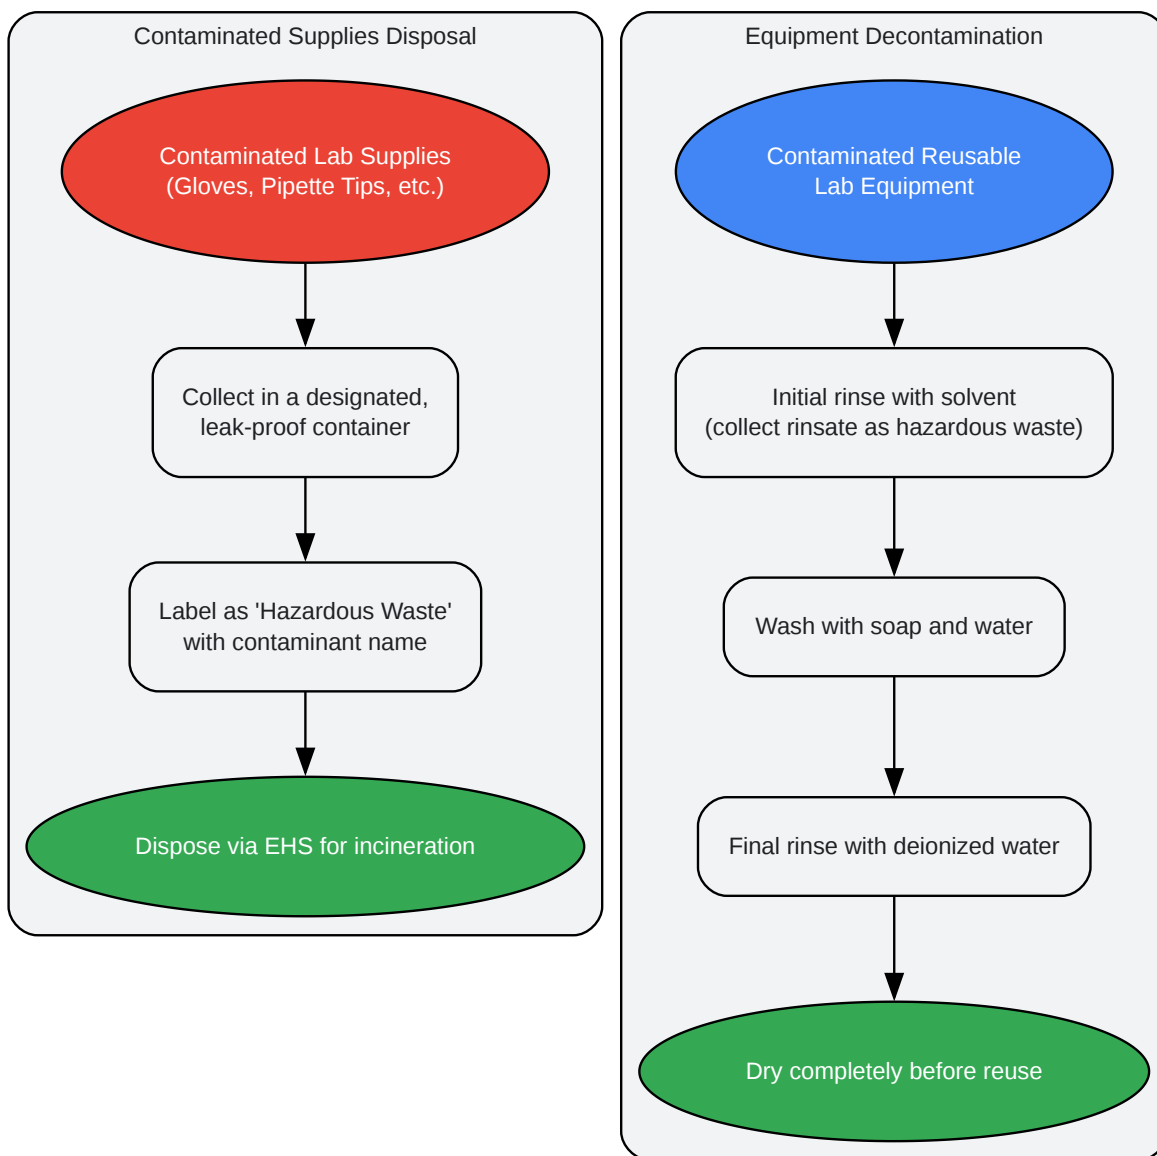 Contaminated Supplies Disposal
Contaminated Lab Supplies
(Gloves, Pipette Tips, etc.)
Collect in a designated,
leak-proof container
Label as 'Hazardous Waste'
with contaminant name
Dispose via EHS for incineration
Equipment Decontamination
Contaminated Reusable
Lab Equipment
Initial rinse with solvent
(collect rinsate as hazardous waste)
Wash with soap and water
Final rinse with deionized water
Dry completely before reuse